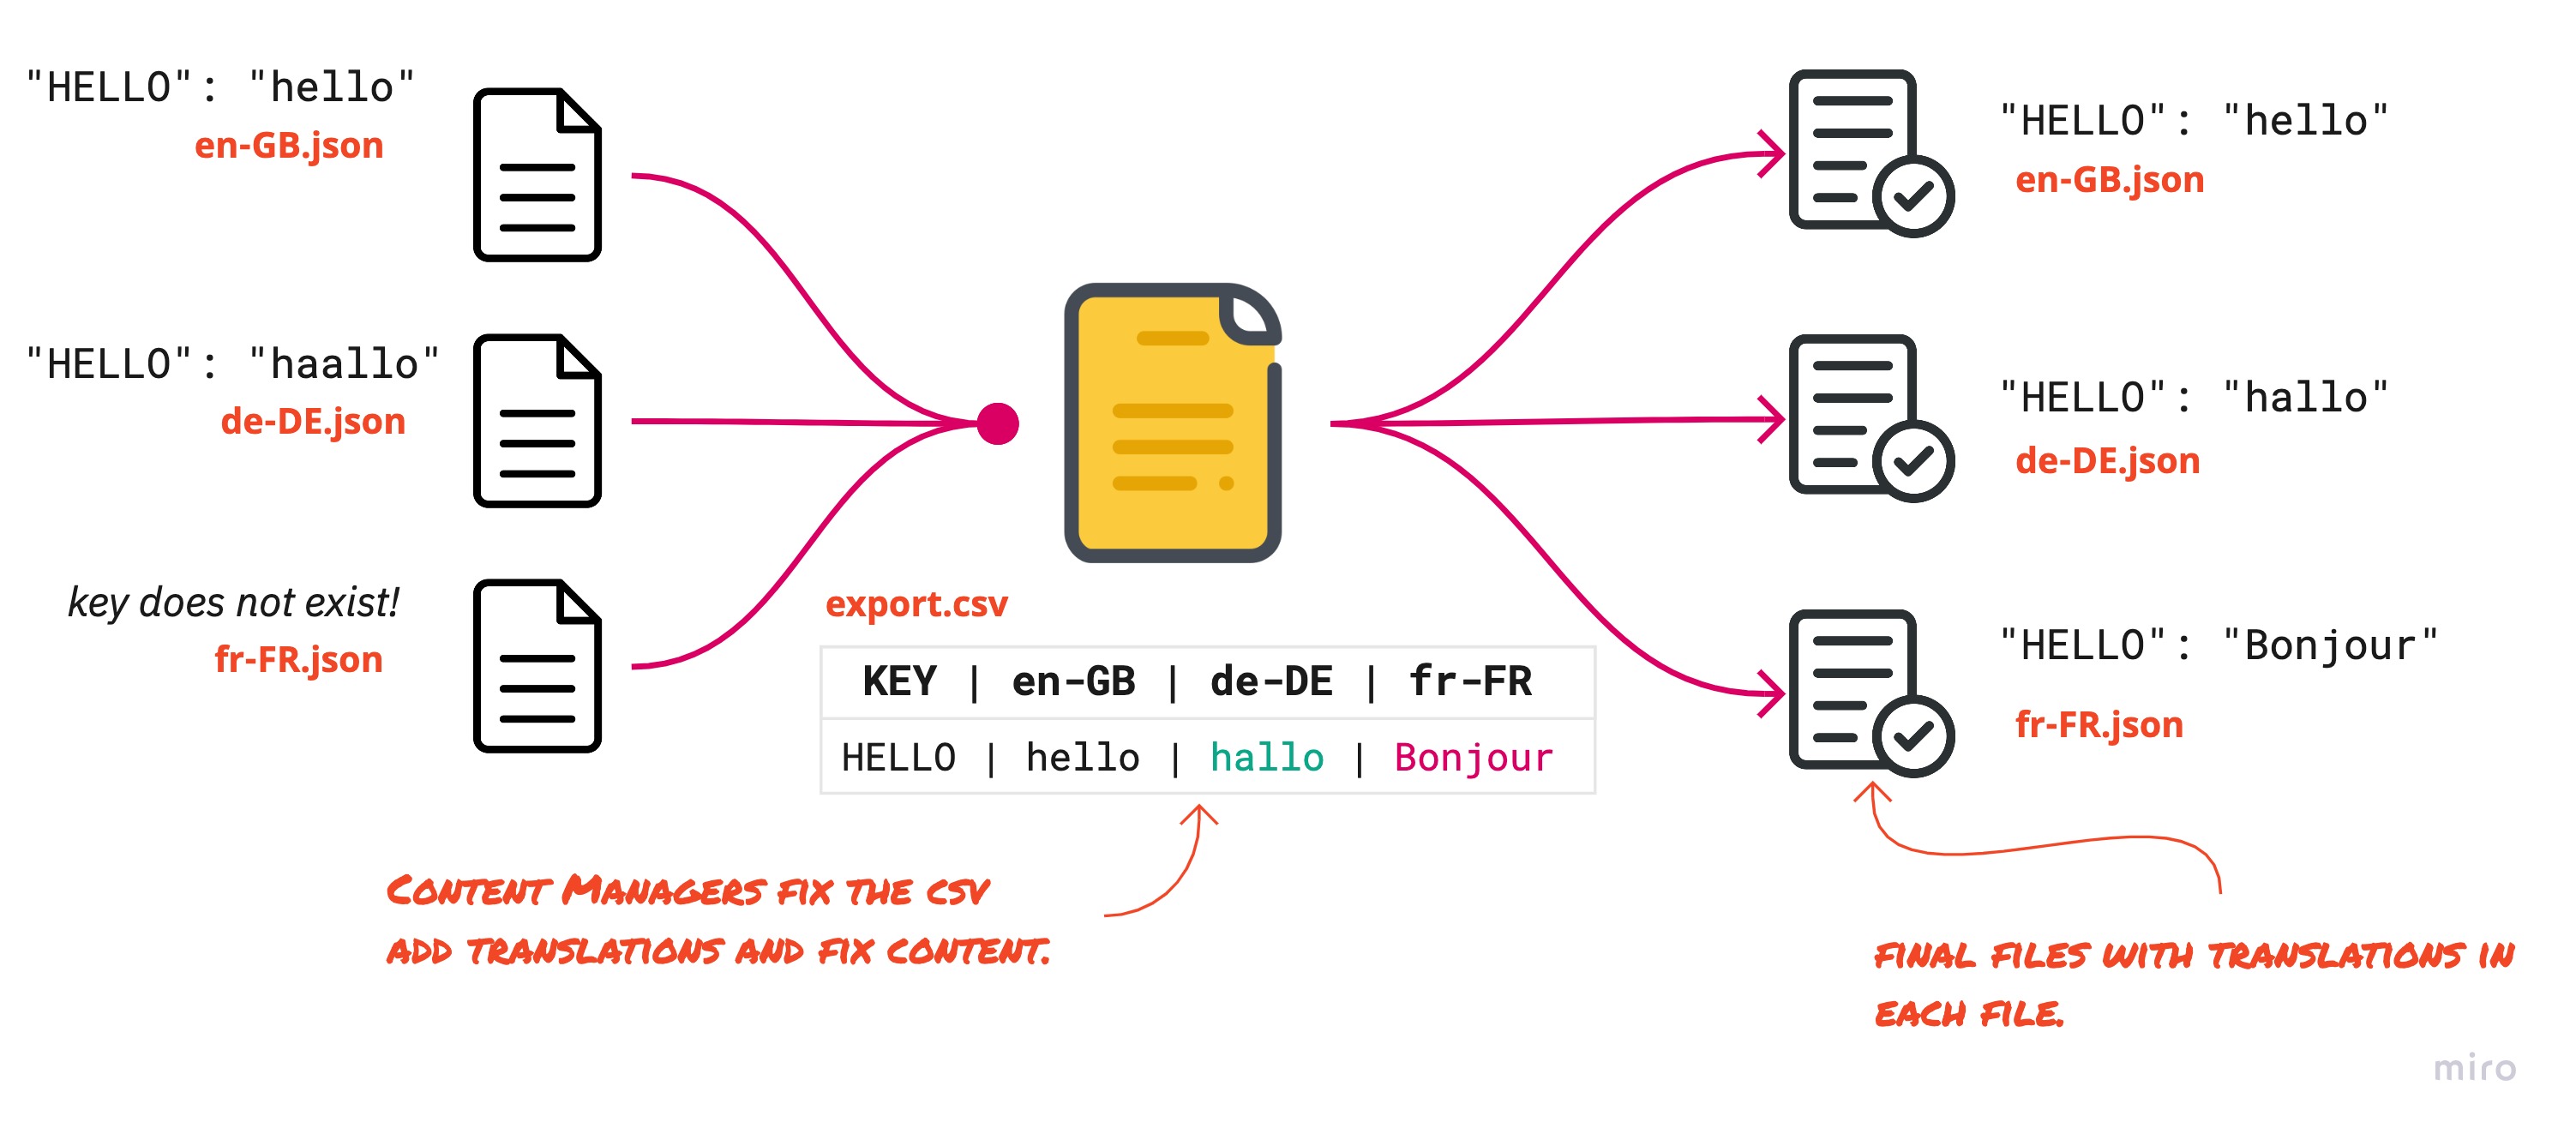 "HELLO": "hello"
en-GB.json
"HELLO": "haallo"
de-DE.json
key does not exist!
fr-FR.json
export.csv
KEY | en-GB | de-DE | fr-FR
HELLO | hello | hallo | Bonjour
CONTENT MANAGERS FIX THE CSV
ADD TRANSLATIONS AND FIX CONTENT.
"HELLO": "hello"
en-GB.json
"HELLO": "hallo"
de-DE.json
"HELLO": "Bonjour"
fr-FR.json
FINAL FILES WITH TRANSLATIONS IN
EACH FILE.
miro